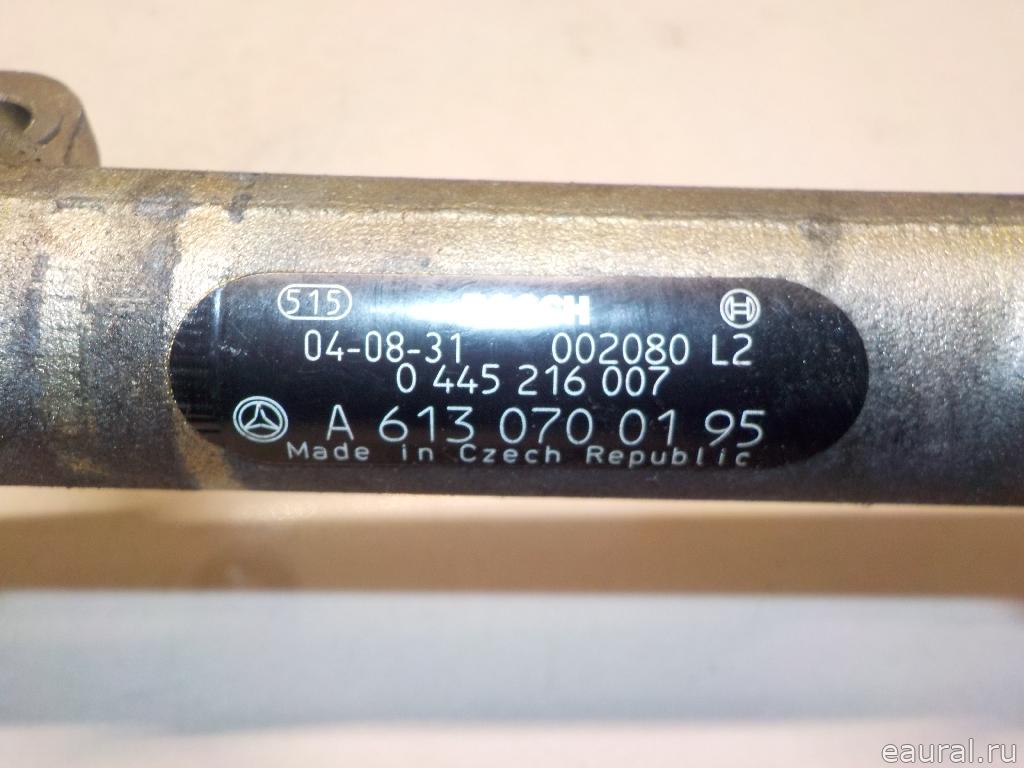 515 BOSCH
04-08-31 002080 L2
0 445 216 007
A 613 070 01 95
Made in Czech Republic
eaural.ru